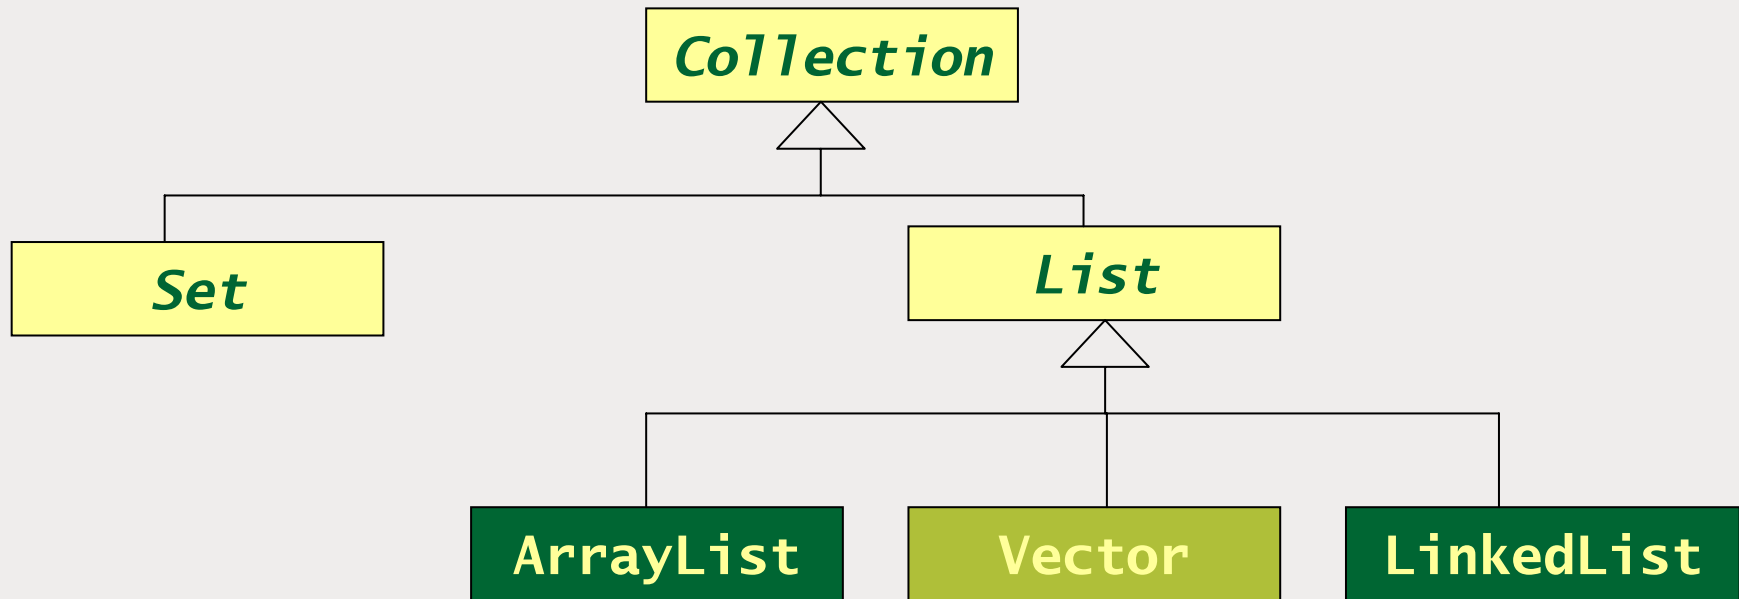 Collection
Set
List
ArrayList
Vector
LinkedList